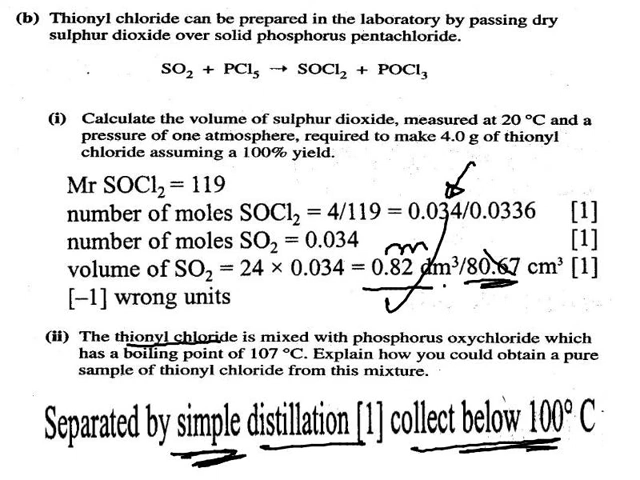 (b) Thionyl chloride can be prepared in the laboratory by passing dry
sulphur dioxide over solid phosphorus pentachloride.
SO₂ + PCl₅ → SOCl₂ + POCl₃
(i) Calculate the volume of sulphur dioxide, measured at 20 °C and a
pressure of one atmosphere, required to make 4.0 g of thionyl
chloride assuming a 100% yield.
Mr SOCl₂ = 119
number of moles SOCl₂ = 4/119 = 0.034/0.0336 [1]
number of moles SO₂ = 0.034 [1]
volume of SO₂ = 24 × 0.034 = 0.82 dm³/80.67 cm³ [1]
[−1] wrong units
(ii) The thionyl chloride is mixed with phosphorus oxychloride which
has a boiling point of 107 °C. Explain how you could obtain a pure
sample of thionyl chloride from this mixture.
Separated by simple distillation [1] collect below 100° C